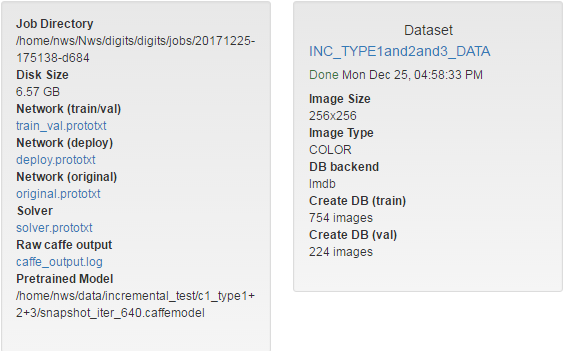 Job Directory
/home/nws/Nws/digits/digits/jobs/20171225-
175138-d684
Disk Size
6.57 GB
Network (train/val)
train_val.prototxt
Network (deploy)
deploy.prototxt
Network (original)
original.prototxt
Solver
solver.prototxt
Raw caffe output
caffe_output.log
Pretrained Model
/home/nws/data/incremental_test/c1_type1+
2+3/snapshot_iter_640.caffemodel
Dataset
INC_TYPE1and2and3_DATA
Done Mon Dec 25, 04:58:33 PM
Image Size
256x256
Image Type
COLOR
DB backend
lmdb
Create DB (train)
754 images
Create DB (val)
224 images